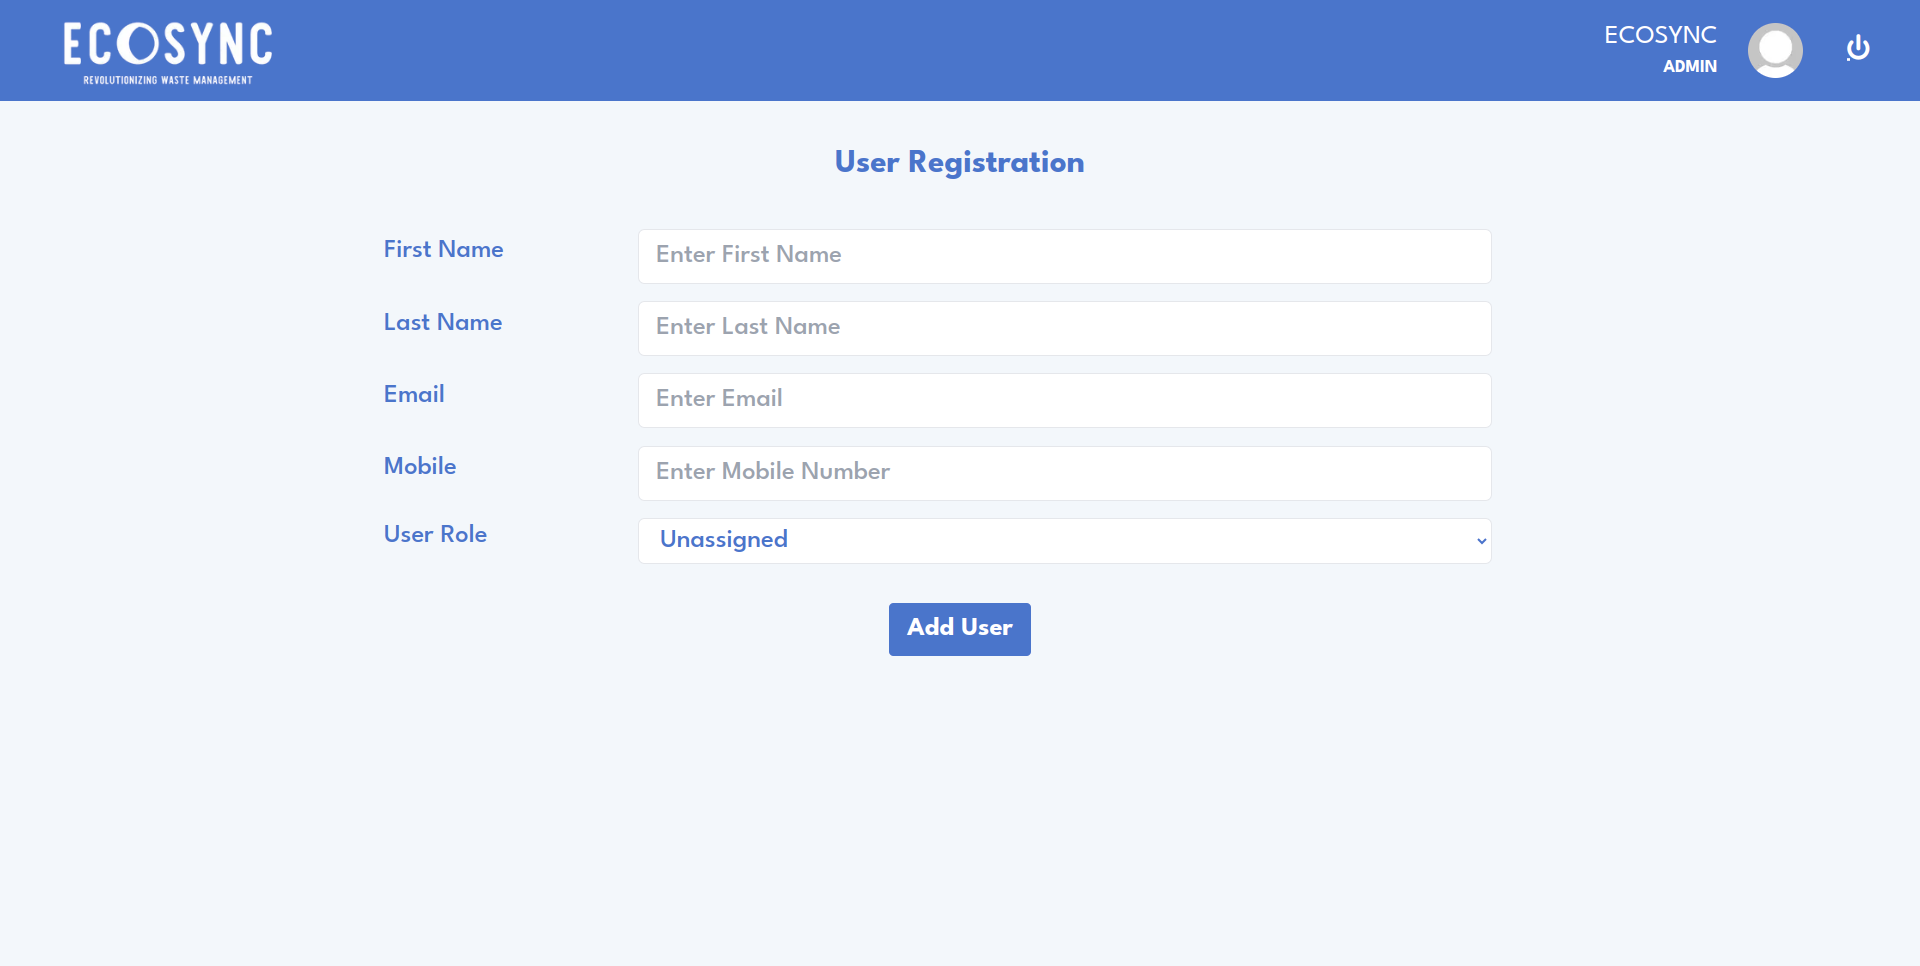 ECOSYNC
REVOLUTIONIZING WASTE MANAGEMENT
ECOSYNC
ADMIN
User Registration
First Name
Enter First Name
Last Name
Enter Last Name
Email
Enter Email
Mobile
Enter Mobile Number
User Role
Unassigned
Add User